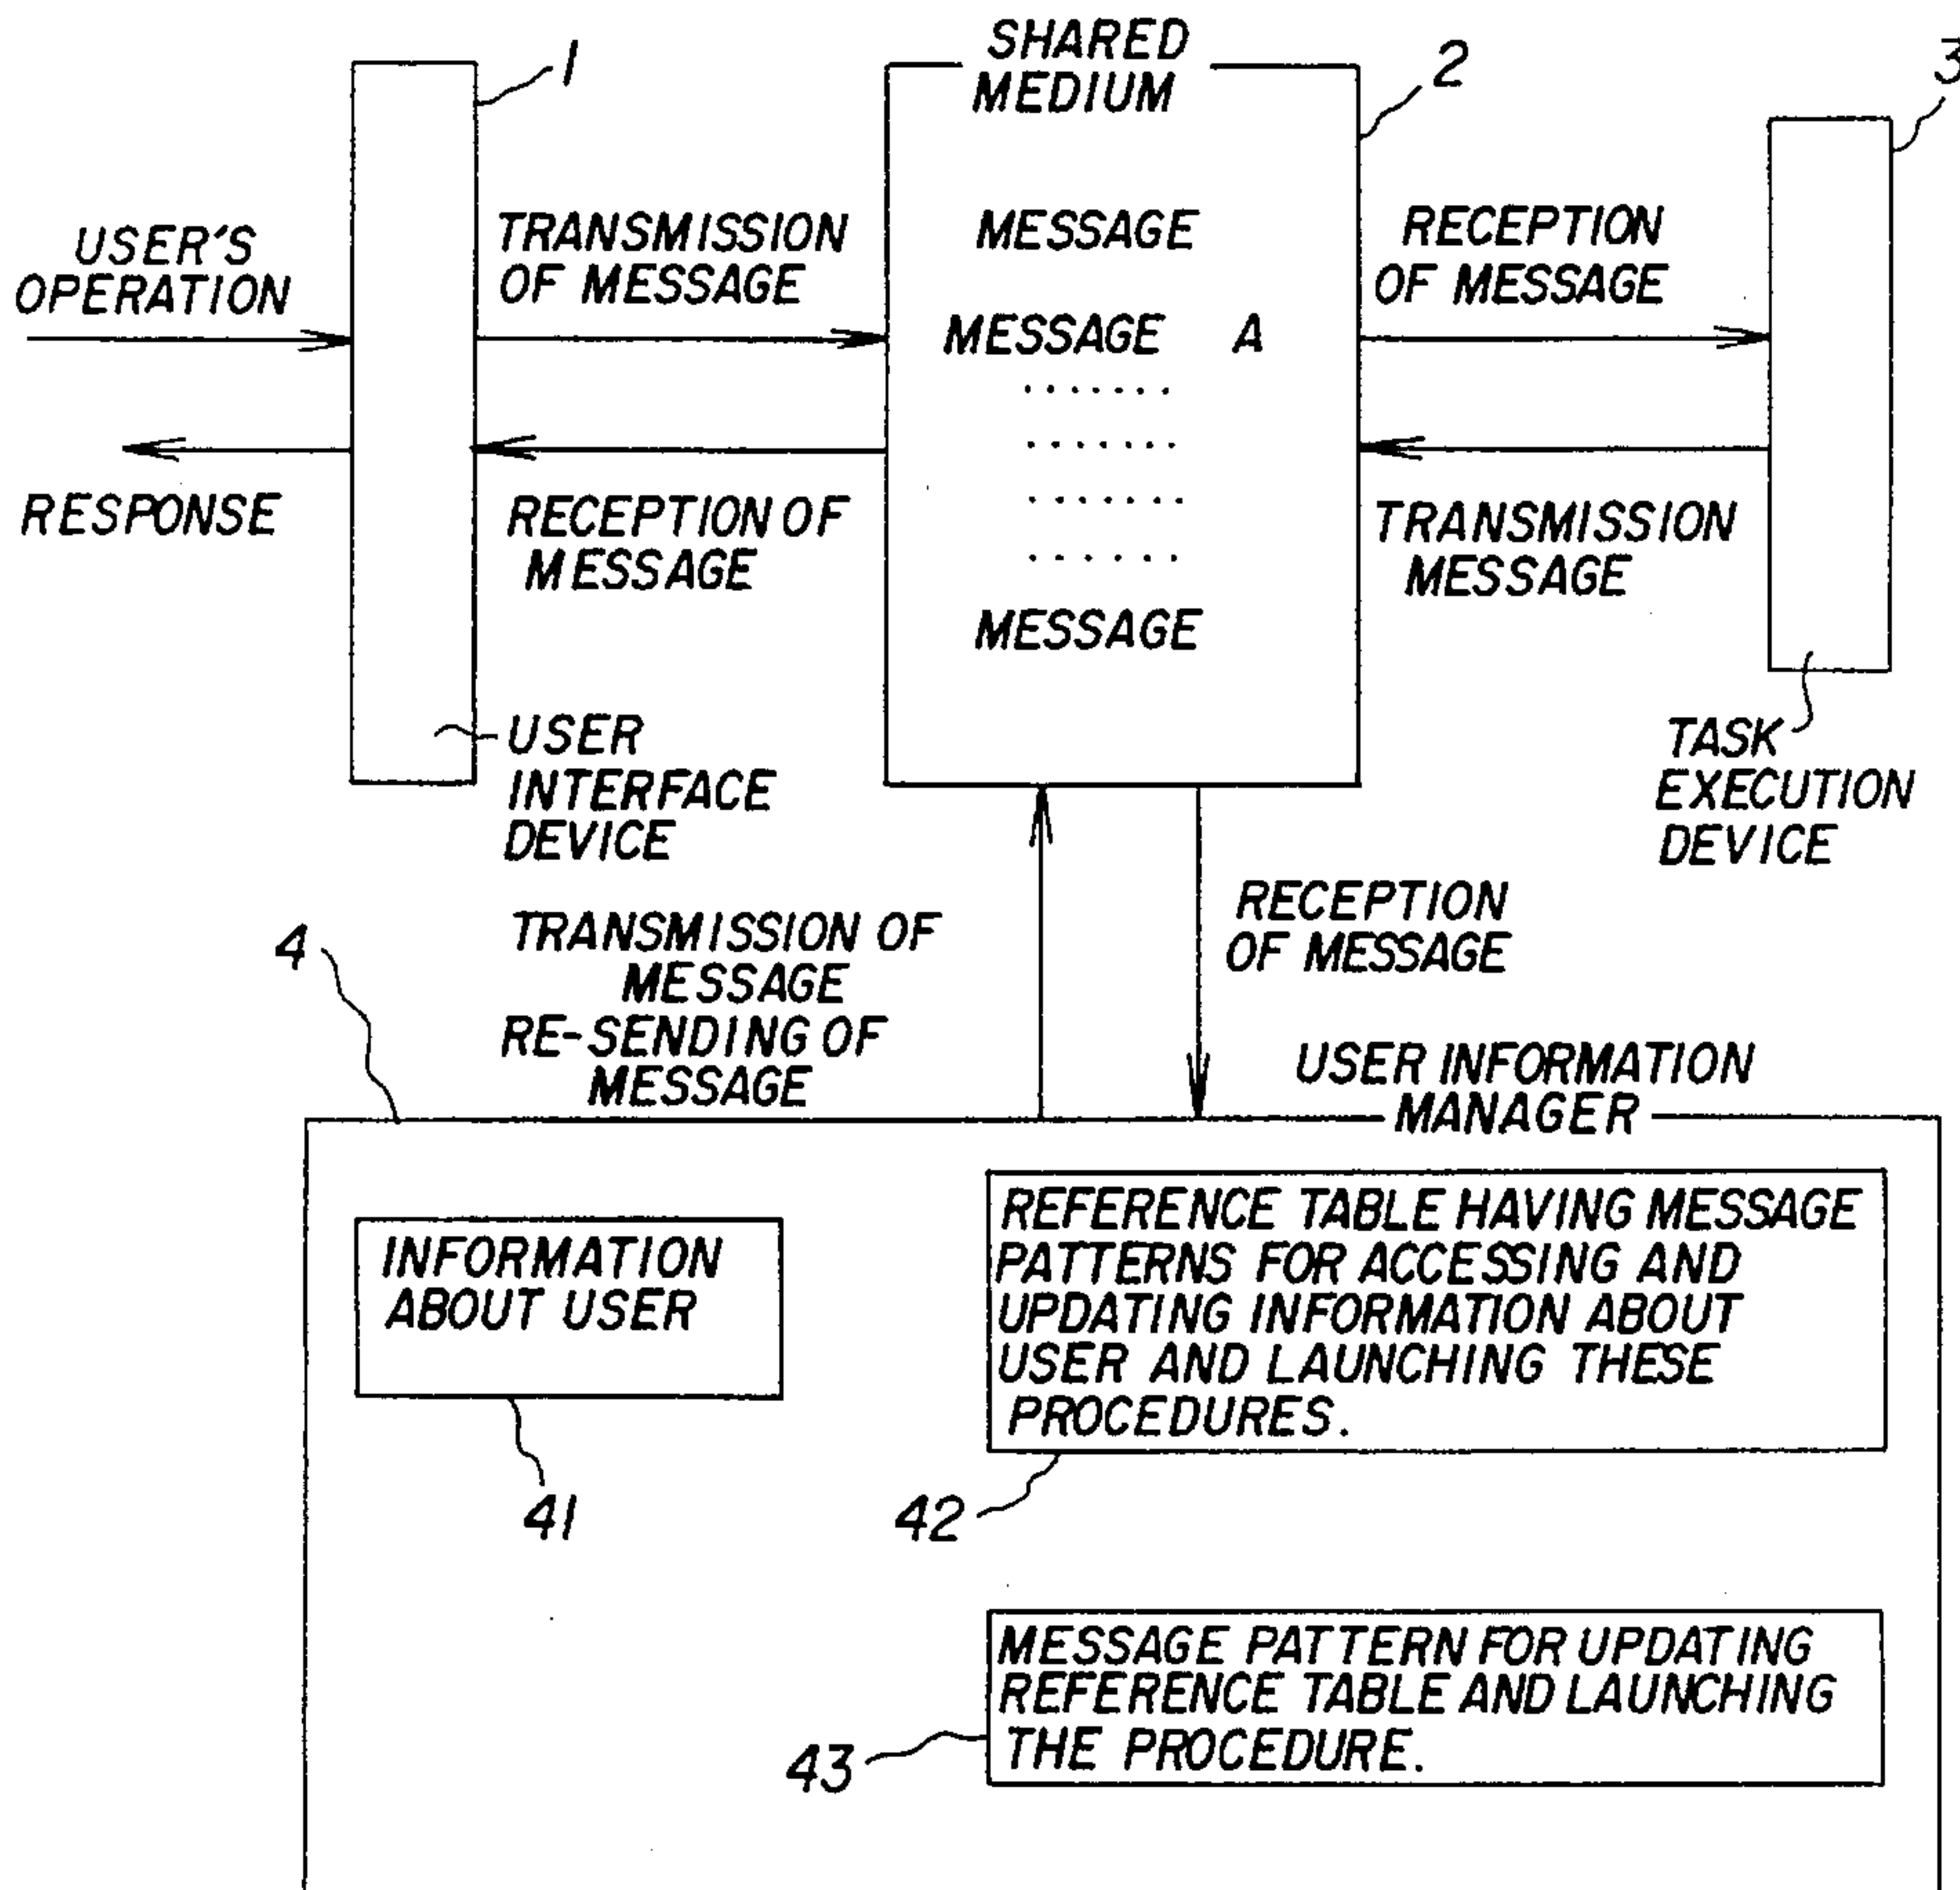 SHARED
MEDIUM
1
2
3
USER'S
OPERATION
TRANSMISSION
OF MESSAGE
MESSAGE
MESSAGE A
.......
.......
.......
......
MESSAGE
RECEPTION
OF MESSAGE
RESPONSE
RECEPTION OF
MESSAGE
TRANSMISSION
MESSAGE
USER
INTERFACE
DEVICE
TASK
EXECUTION
DEVICE
4
TRANSMISSION OF
MESSAGE
RE-SENDING OF
MESSAGE
RECEPTION
OF MESSAGE
USER INFORMATION
MANAGER
INFORMATION
ABOUT USER
41
REFERENCE TABLE HAVING MESSAGE
PATTERNS FOR ACCESSING AND
UPDATING INFORMATION ABOUT
USER AND LAUNCHING THESE
PROCEDURES.
42
MESSAGE PATTERN FOR UPDATING
REFERENCE TABLE AND LAUNCHING
THE PROCEDURE.
43